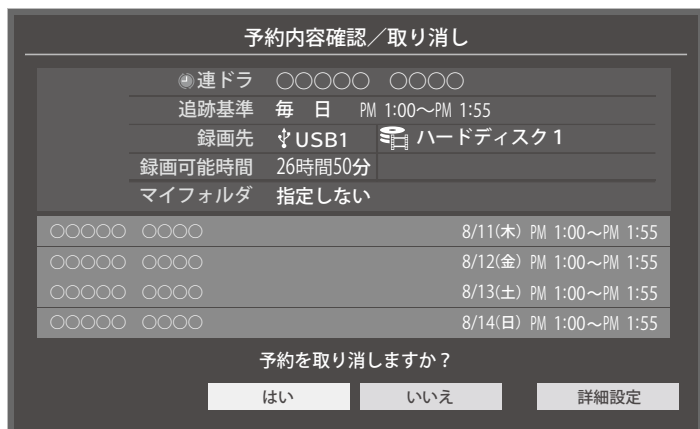 予約内容確認／取り消し
連ドラ ○○○○○ ○○○○
追跡基準 毎 日 PM 1:00～PM 1:55
録画先 USB1 ハードディスク1
録画可能時間 26時間50分
マイフォルダ 指定しない
○○○○○ ○○○○ 8/11(木) PM 1:00～PM 1:55
○○○○○ ○○○○ 8/12(金) PM 1:00～PM 1:55
○○○○○ ○○○○ 8/13(土) PM 1:00～PM 1:55
○○○○○ ○○○○ 8/14(日) PM 1:00～PM 1:55
予約を取り消しますか？
はい いいえ 詳細設定